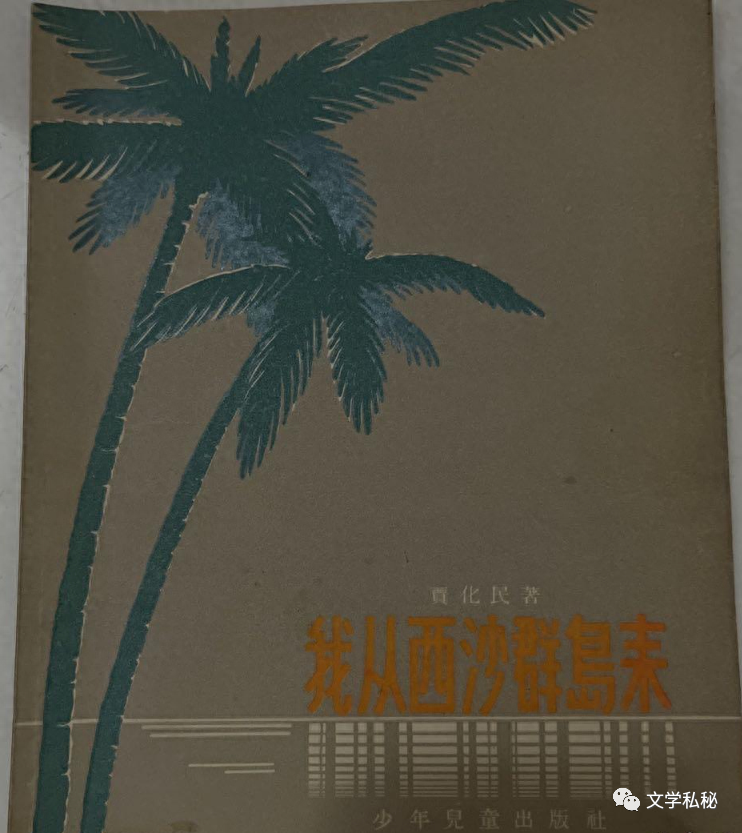 賈化民著
我从西沙群島来
少年兒童出版社
文学私秘